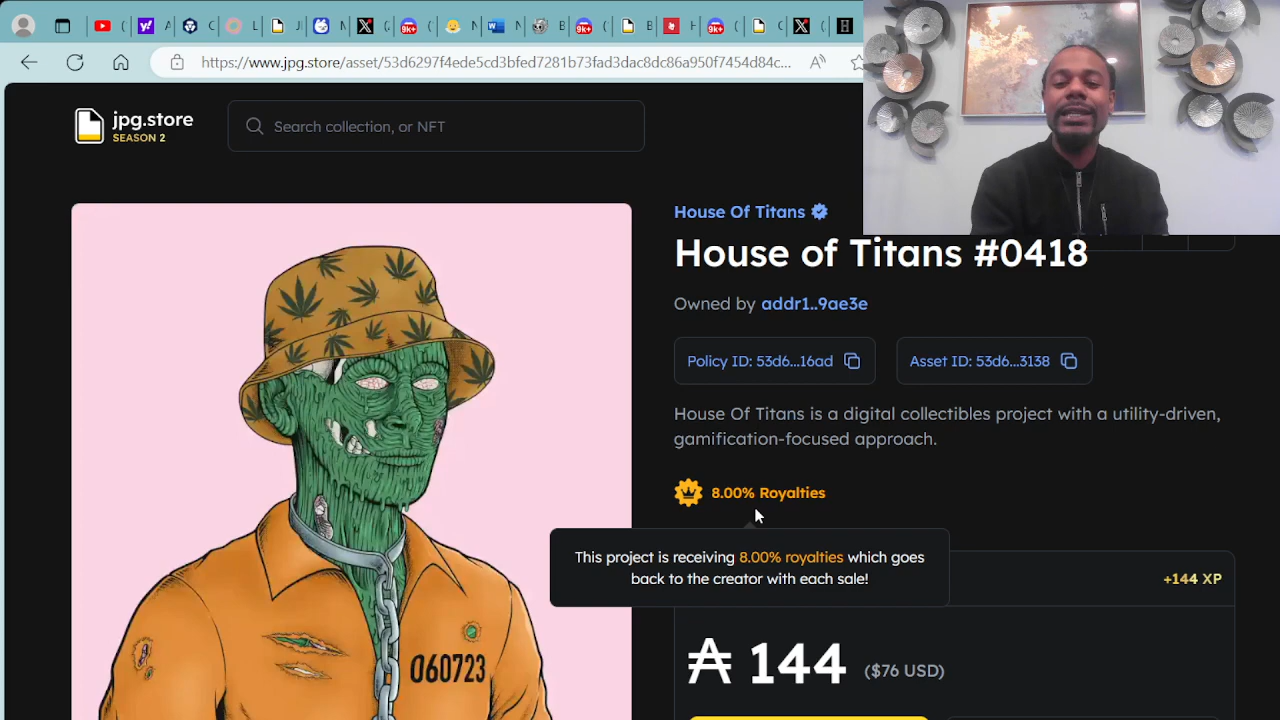 https://www.jpg.store/asset/53d6297f4ede5cd3bfed7281b73fad3dac8dc86a950f7454d84c...
jpg.store
SEASON 2
Search collection, or NFT
House Of Titans
House of Titans #0418
Owned by addr1..9ae3e
Policy ID: 53d6...16ad
Asset ID: 53d6...3138
House Of Titans is a digital collectibles project with a utility-driven,
gamification-focused approach.
8.00% Royalties
This project is receiving 8.00% royalties which goes
back to the creator with each sale!
+144 XP
₳ 144 ($76 USD)
060723